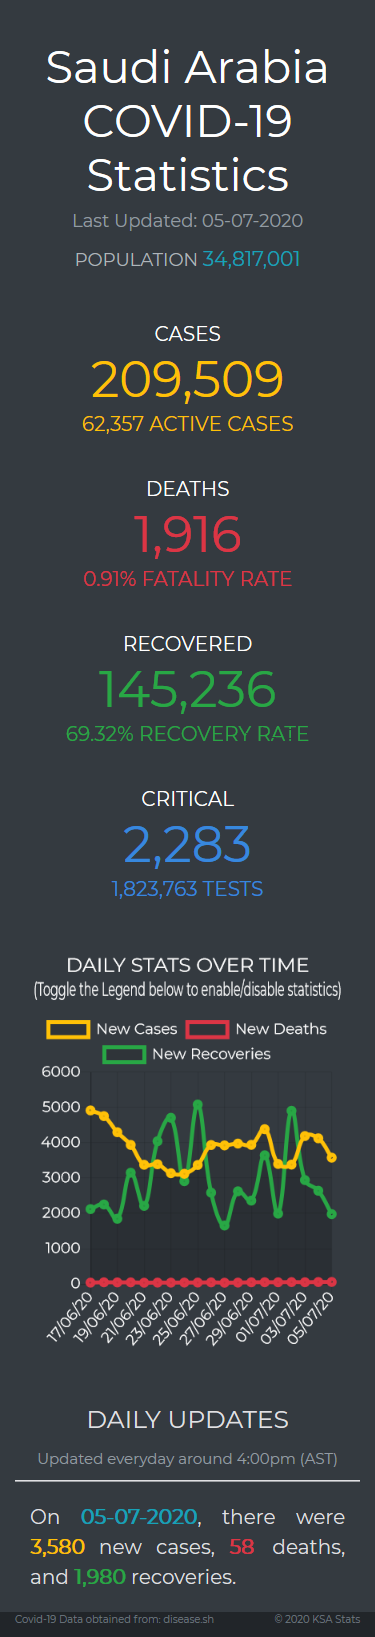 Saudi Arabia
COVID-19
Statistics
Last Updated: 05-07-2020
POPULATION 34,817,001
CASES
209,509
62,357 ACTIVE CASES
DEATHS
1,916
0.91% FATALITY RATE
RECOVERED
145,236
69.32% RECOVERY RATE
CRITICAL
2,283
1,823,763 TESTS
DAILY STATS OVER TIME
(Toggle the Legend below to enable/disable statistics)
New Cases New Deaths
New Recoveries
6000
5000
4000
3000
2000
1000
0
17/06/20 19/06/20 21/06/20 23/06/20 25/06/20 27/06/20 29/06/20 01/07/20 03/07/20 05/07/20
DAILY UPDATES
Updated everyday around 4:00pm (AST)
On 05-07-2020, there were
3,580 new cases, 58 deaths,
and 1,980 recoveries.
Covid-19 Data obtained from: disease.sh © 2020 KSA Stats